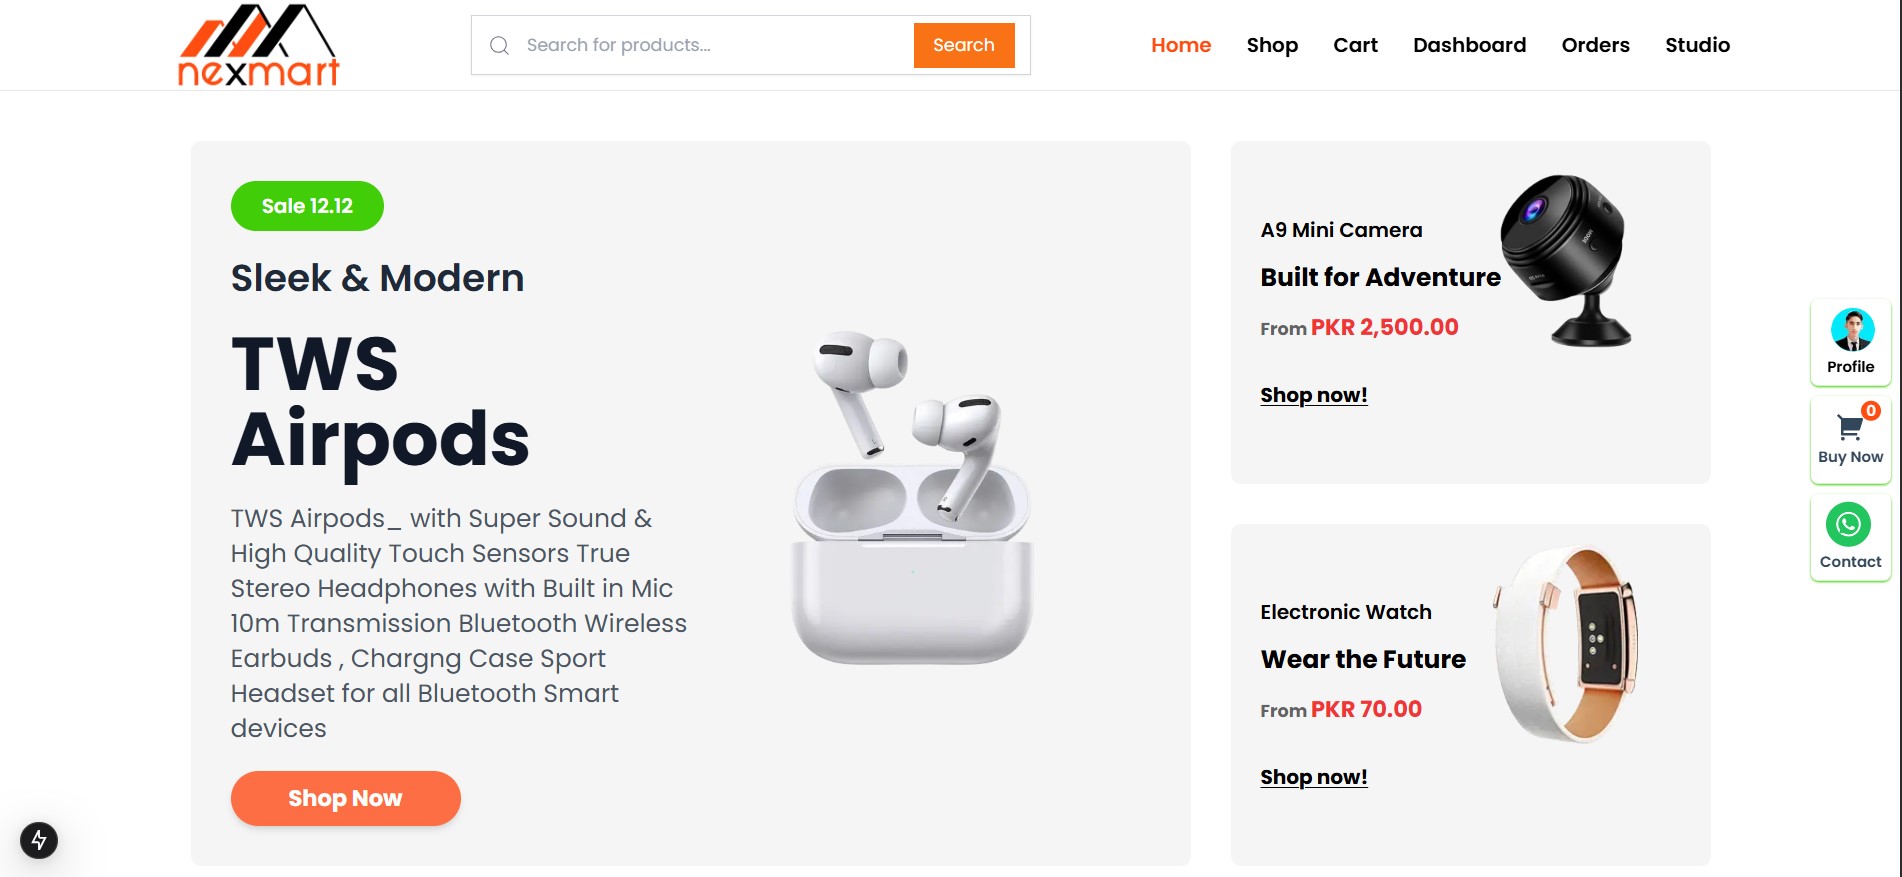 nexmart
Search for products...
Search
Home
Shop
Cart
Dashboard
Orders
Studio
Sale 12.12
Sleek & Modern
TWS
Airpods
TWS Airpods_ with Super Sound &
High Quality Touch Sensors True
Stereo Headphones with Built in Mic
10m Transmission Bluetooth Wireless
Earbuds , Chargng Case Sport
Headset for all Bluetooth Smart
devices
Shop Now
A9 Mini Camera
Built for Adventure
From PKR 2,500.00
Shop now!
Electronic Watch
Wear the Future
From PKR 70.00
Shop now!
Profile
0
Buy Now
Contact